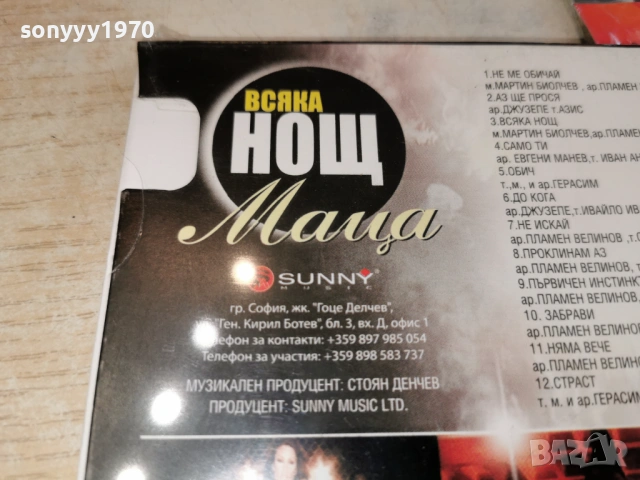 sonyyy1970
ВСЯКА
НОЩ
Маца
SUNNY
MUSIC
гр. София, жк. "Гоце Делчев",
"Ген. Кирил Ботев", бл. 3, вх. Д, офис 1
Телефон за контакти: +359 897 985 054
Телефон за участия: +359 898 583 737
МУЗИКАЛЕН ПРОДУЦЕНТ: СТОЯН ДЕНЧЕВ
ПРОДУЦЕНТ: SUNNY MUSIC LTD.
1.НЕ МЕ ОБИЧАЙ
м.МАРТИН БИОЛЧЕВ , ар.ПЛАМЕН
2.АЗ ЩЕ ПРОСЯ
ар.ДЖУЗЕПЕ т.АЗИС
3.ВСЯКА НОЩ
м.МАРТИН БИОЛЧЕВ,ар.ПЛАМЕН
4.САМО ТИ
ар. ЕВГЕНИ МАНЕВ,т. ИВАН АН
5.ОБИЧ
т.,м., и ар.ГЕРАСИМ
6.ДО КОГА
ар.ДЖУЗЕПЕ,т.ИВАЙЛО ИВ
7.НЕ ИСКАЙ
ар.ПЛАМЕН ВЕЛИНОВ ,т.
8.ПРОКЛИНАМ АЗ
ар.ПЛАМЕН ВЕЛИНОВ, т
9.ПЪРВИЧЕН ИНСТИНКТ
ар.ПЛАМЕН ВЕЛИНОВ,
10. ЗАБРАВИ
ар.ПЛАМЕН ВЕЛИНОВ
11.НЯМА ВЕЧЕ
ар.ПЛАМЕН ВЕЛИНОВ
12.СТРАСТ
т. м. и ар.ГЕРАСИМ
BAZAR